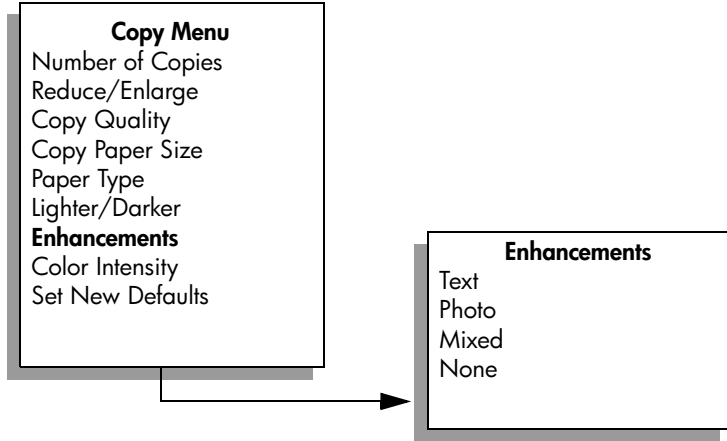 Copy Menu
Number of Copies
Reduce/Enlarge
Copy Quality
Copy Paper Size
Paper Type
Lighter/Darker
Enhancements
Color Intensity
Set New Defaults
Enhancements
Text
Photo
Mixed
None